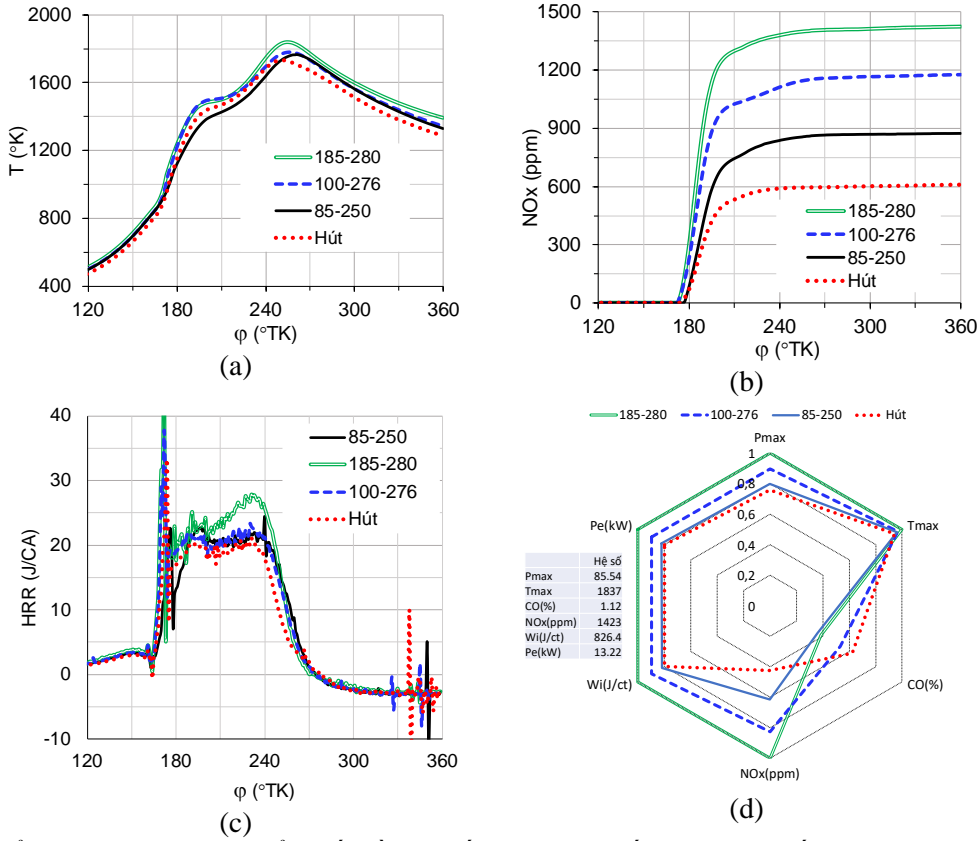 2000
1600
1200
800
400
T (°K)
185-280
100-276
85-250
Hút
120 180 240 300 360
φ (°TK)
(a)
1500
1200
900
600
300
0
NOx (ppm)
185-280
100-276
85-250
Hút
120 180 240 300 360
φ (°TK)
(b)
40
30
20
10
0
-10
HRR (J/CA)
85-250
185-280
100-276
Hút
120 180 240 300 360
φ (°TK)
(c)
185-280 100-276 85-250 Hút
Pmax
1
0,8
0,6
0,4
0,2
0
Tmax
CO(%)
NOx(ppm)
Wi(J/ct)
Pe(kW)
Hệ số
Pmax 85.54
Tmax 1837
CO(%) 1.12
NOx(ppm) 1423
Wi(J/ct) 826.4
Pe(kW) 13.22
(d)